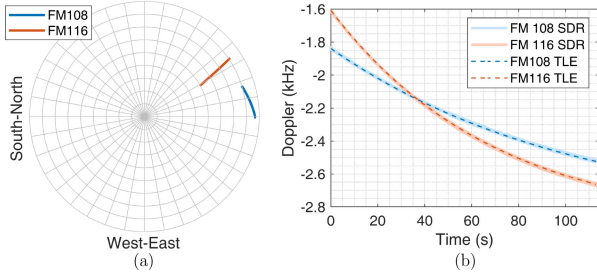 FM108
FM116
South-North
West-East
(a)
-1.6
-1.8
-2
-2.2
-2.4
-2.6
-2.8
Doppler (kHz)
FM 108 SDR
FM 116 SDR
FM108 TLE
FM116 TLE
0 20 40 60 80 100
Time (s)
(b)